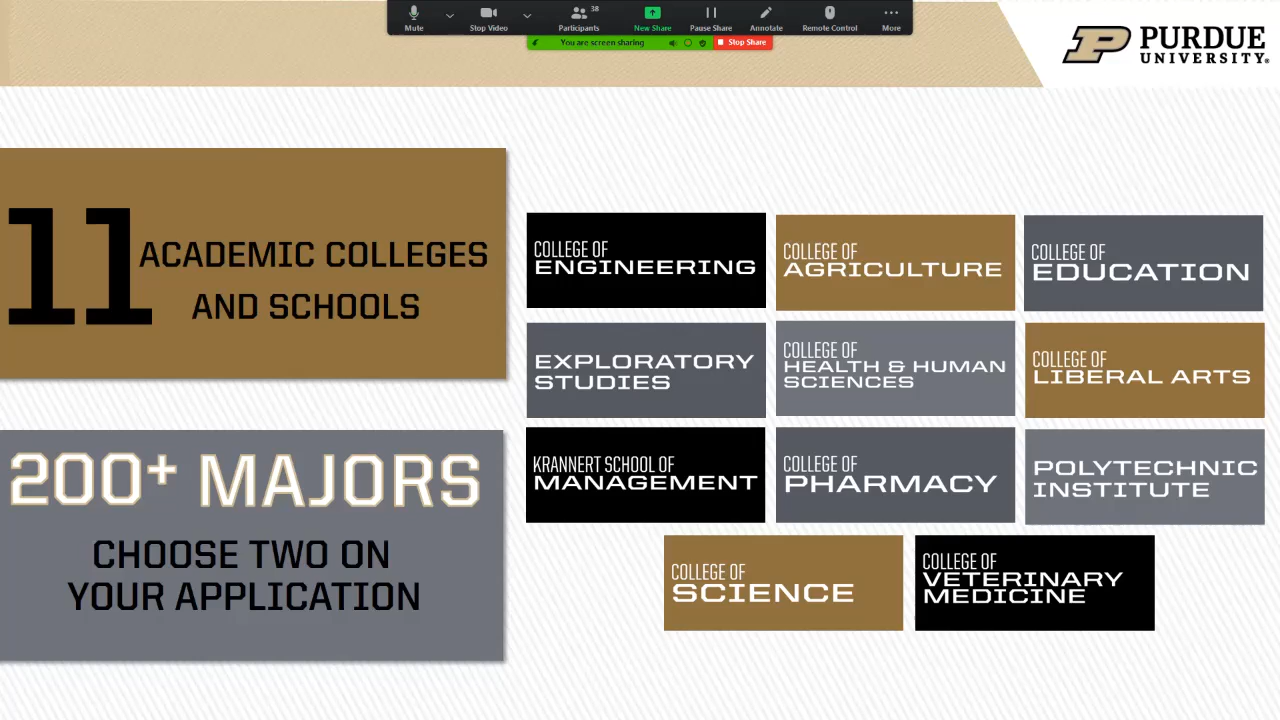 38
Mute
Stop Video
Participants
New Share
Pause Share
Annotate
Remote Control
More
You are screen sharing
Stop Share
PURDUE
UNIVERSITY®
11 ACADEMIC COLLEGES
AND SCHOOLS
200+ MAJORS
CHOOSE TWO ON
YOUR APPLICATION
COLLEGE OF
ENGINEERING
COLLEGE OF
AGRICULTURE
COLLEGE OF
EDUCATION
EXPLORATORY
STUDIES
COLLEGE OF
HEALTH & HUMAN
SCIENCES
COLLEGE OF
LIBERAL ARTS
KRANNERT SCHOOL OF
MANAGEMENT
COLLEGE OF
PHARMACY
POLYTECHNIC
INSTITUTE
COLLEGE OF
SCIENCE
COLLEGE OF
VETERINARY
MEDICINE